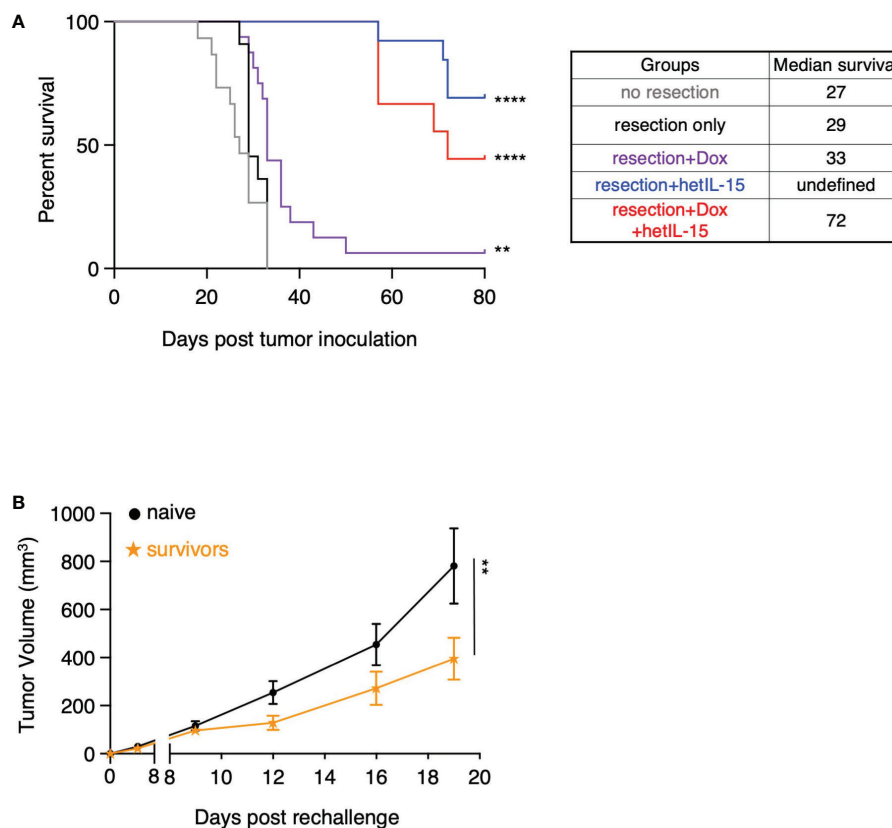 A
100
50
0
Percent survival
0 20 40 60 80
Days post tumor inoculation
****
****
**
Groups Median surviva
no resection 27
resection only 29
resection+Dox 33
resection+hetIL-15 undefined
resection+Dox
+hetIL-15 72
B
1000
800
600
400
200
0
Tumor Volume (mm³)
naive
survivors
**
0 8 8 10 12 14 16 18 20
Days post rechallenge